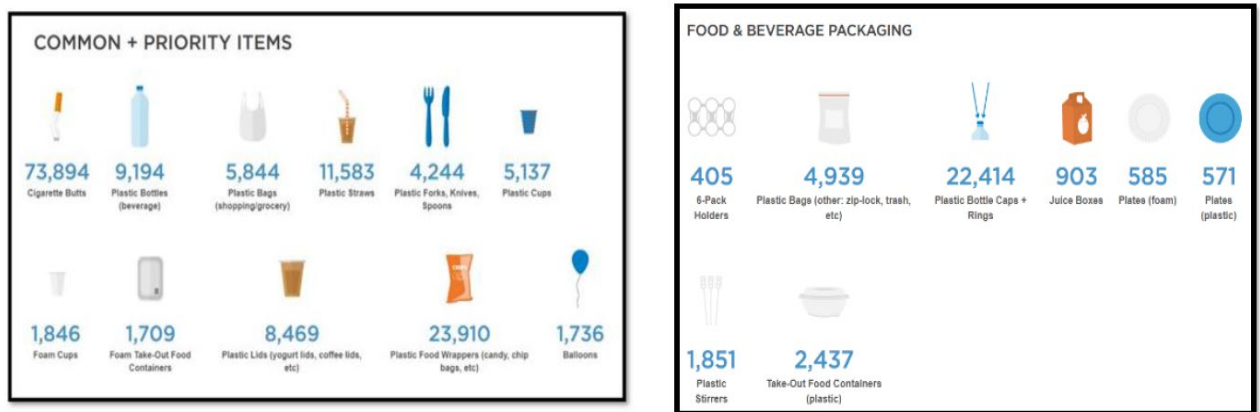 COMMON + PRIORITY ITEMS
73,894 9,194 5,844 11,583 4,244 5,137
Cigarette Butts Plastic Bottles Plastic Bags Plastic Straws Plastic Forks, Knives, Plastic Cups
(beverage) (shopping/grocery) Spoons
1,846 1,709 8,469 23,910 1,736
Foam Cups Foam Take-Out Food Plastic Lids (yogurt lids, coffee lids, Plastic Food Wrappers (candy, chip Balloons
Containers etc) bags, etc)
FOOD & BEVERAGE PACKAGING
405 4,939 22,414 903 585 571
6-Pack Plastic Bags (other: zip-lock, trash, Plastic Bottle Caps + Juice Boxes Plates (foam) Plates
Holders etc) Rings (plastic)
1,851 2,437
Plastic Take-Out Food Containers
Stirrers (plastic)